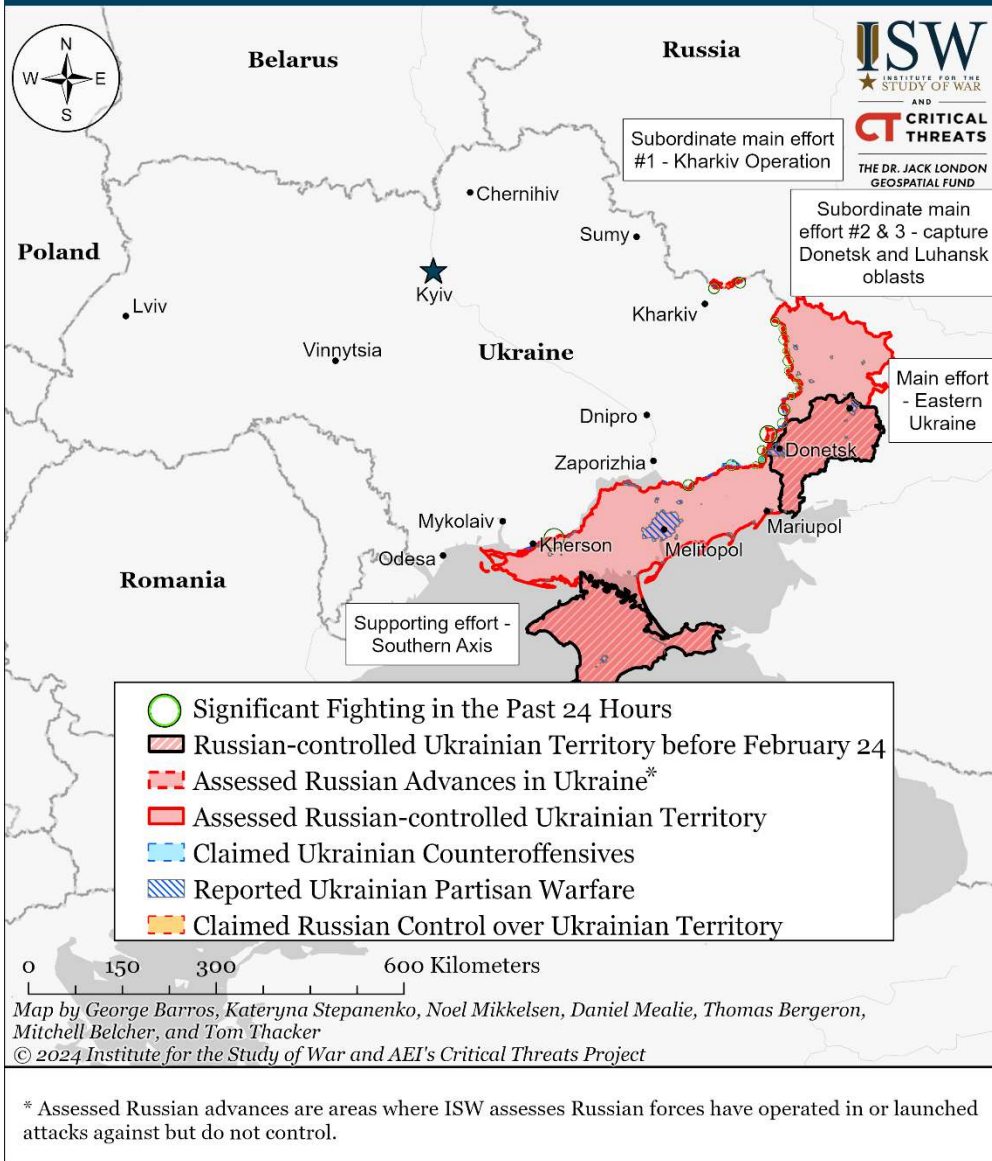 N
W
E
S
Belarus
Russia
ISW
INSTITUTE FOR THE
STUDY OF WAR
AND
CT CRITICAL
THREATS
THE DR. JACK LONDON
GEOSPATIAL FUND
Subordinate main effort
#1 - Kharkiv Operation
Subordinate main
effort #2 & 3 - capture
Donetsk and Luhansk
oblasts
Chernihiv
Sumy
Poland
Kyiv
Lviv
Kharkiv
Vinnytsia
Ukraine
Main effort
- Eastern
Ukraine
Dnipro
Donetsk
Zaporizhia
Mykolaiv
Mariupol
Kherson
Melitopol
Odesa
Romania
Supporting effort -
Southern Axis
Significant Fighting in the Past 24 Hours
Russian-controlled Ukrainian Territory before February 24
Assessed Russian Advances in Ukraine*
Assessed Russian-controlled Ukrainian Territory
Claimed Ukrainian Counteroffensives
Reported Ukrainian Partisan Warfare
Claimed Russian Control over Ukrainian Territory
0 150 300 600 Kilometers
Map by George Barros, Kateryna Stepanenko, Noel Mikkelsen, Daniel Mealie, Thomas Bergeron,
Mitchell Belcher, and Tom Thacker
© 2024 Institute for the Study of War and AEI's Critical Threats Project
* Assessed Russian advances are areas where ISW assesses Russian forces have operated in or launched
attacks against but do not control.